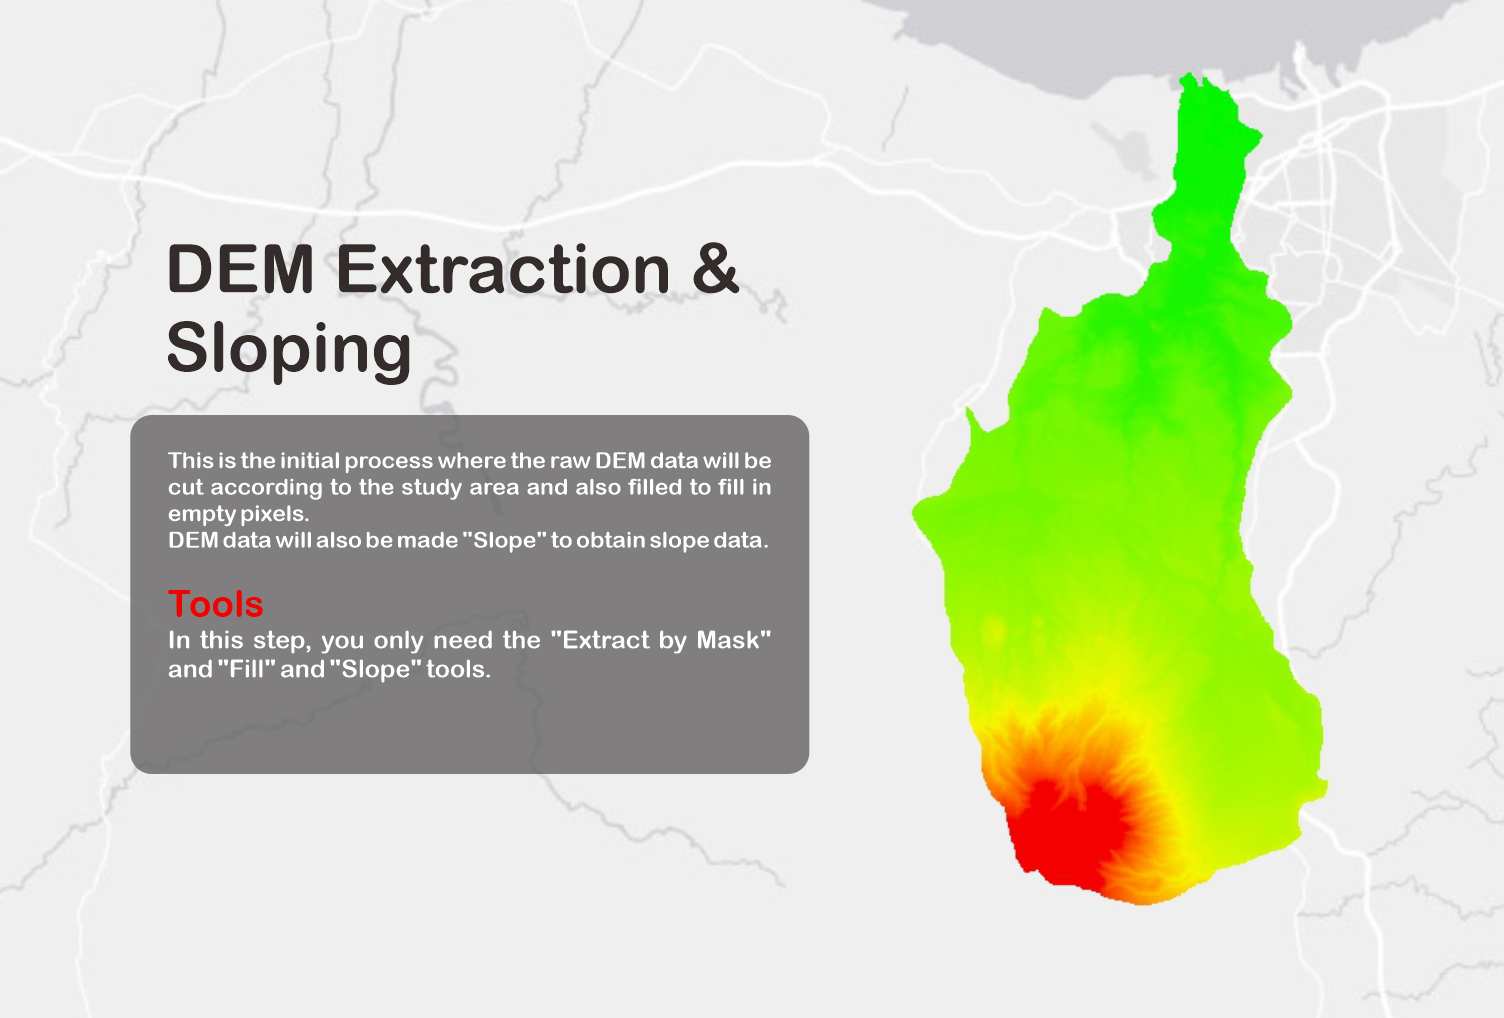 DEM Extraction &
Sloping
This is the initial process where the raw DEM data will be
cut according to the study area and also filled to fill in
empty pixels.
DEM data will also be made "Slope" to obtain slope data.
Tools
In this step, you only need the "Extract by Mask"
and "Fill" and "Slope" tools.